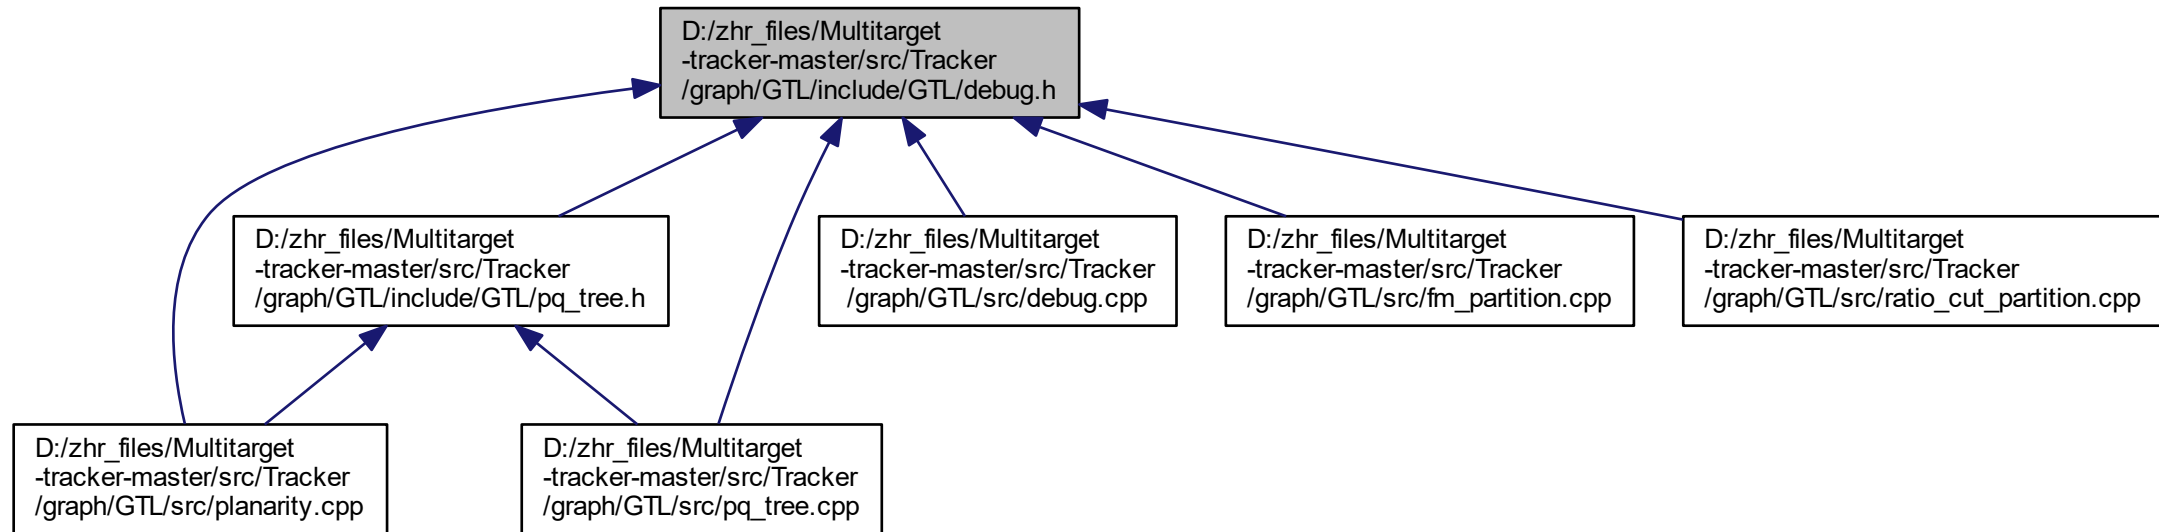 D:/zhr_files/Multitarget
-tracker-master/src/Tracker
/graph/GTL/include/GTL/debug.h
D:/zhr_files/Multitarget
-tracker-master/src/Tracker
/graph/GTL/include/GTL/pq_tree.h
D:/zhr_files/Multitarget
-tracker-master/src/Tracker
/graph/GTL/src/debug.cpp
D:/zhr_files/Multitarget
-tracker-master/src/Tracker
/graph/GTL/src/fm_partition.cpp
D:/zhr_files/Multitarget
-tracker-master/src/Tracker
/graph/GTL/src/ratio_cut_partition.cpp
D:/zhr_files/Multitarget
-tracker-master/src/Tracker
/graph/GTL/src/planarity.cpp
D:/zhr_files/Multitarget
-tracker-master/src/Tracker
/graph/GTL/src/pq_tree.cpp